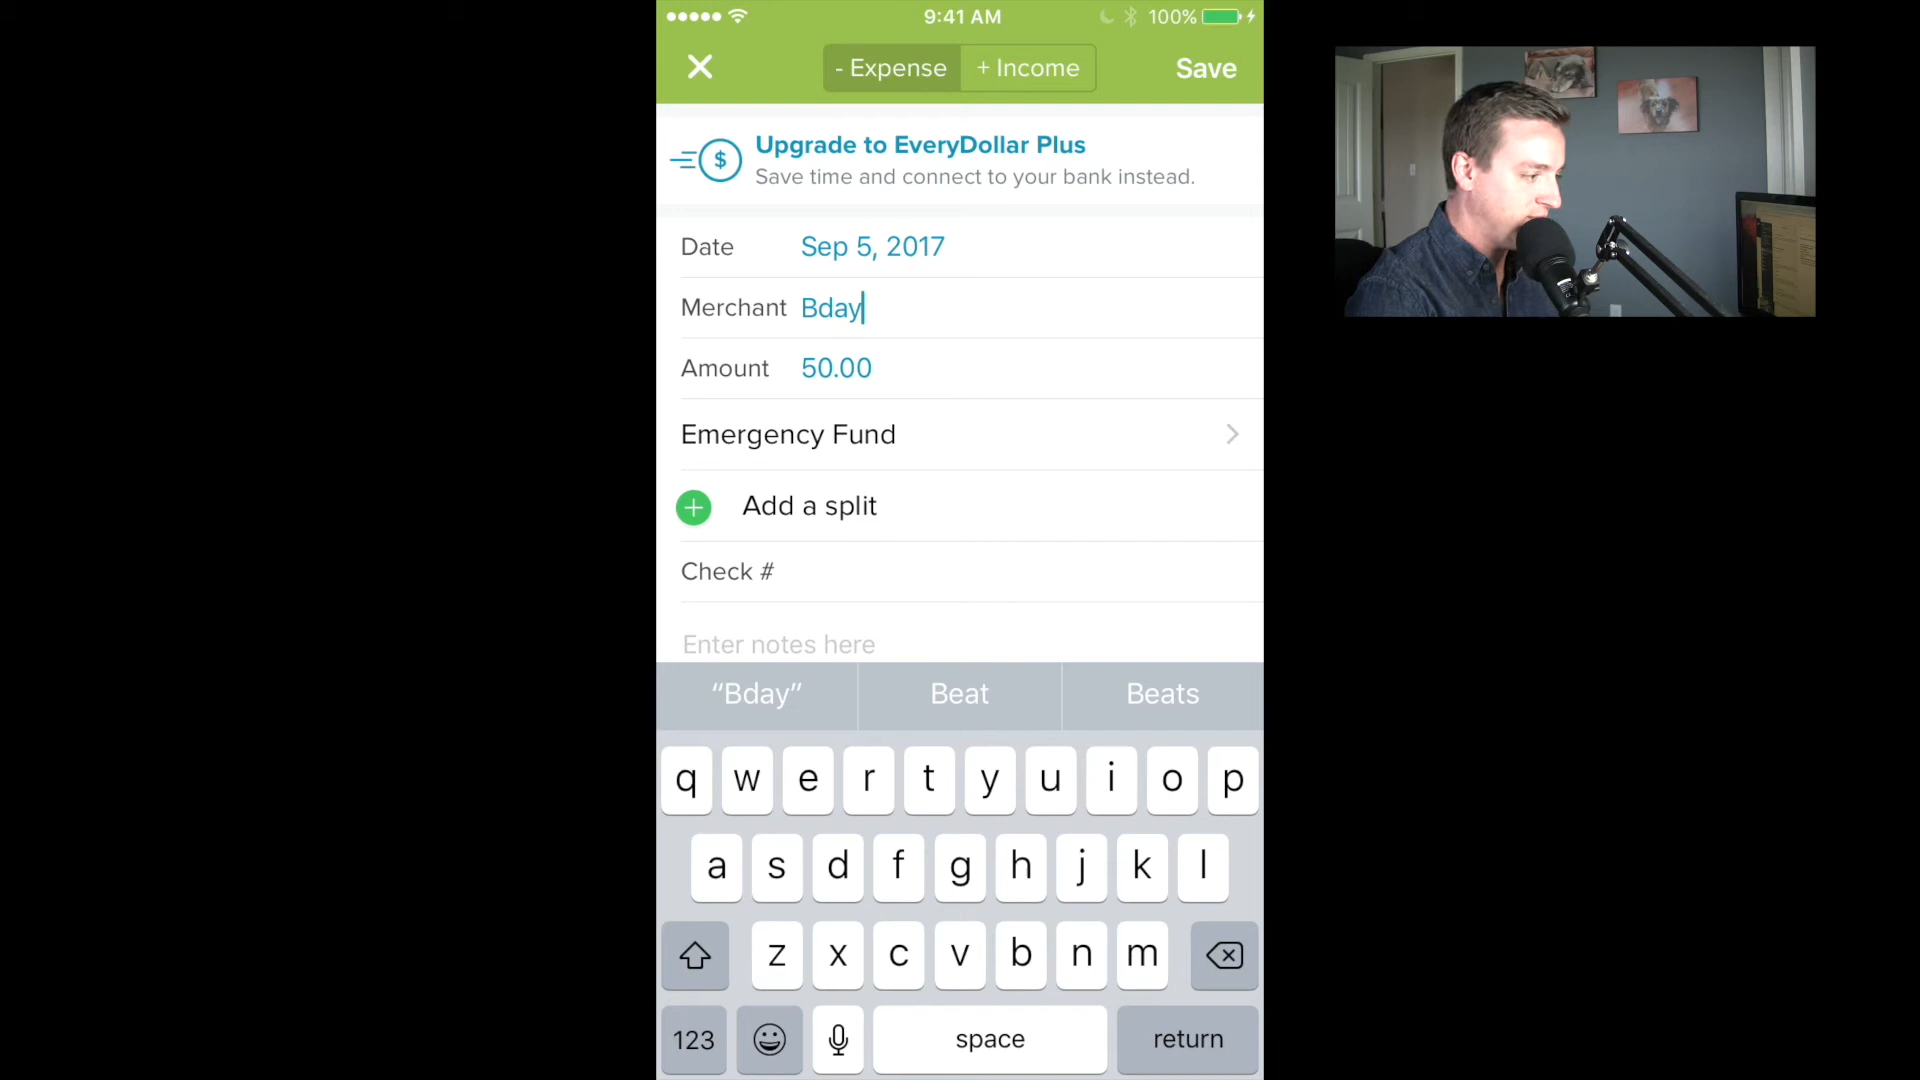 9:41 AM 100%
- Expense + Income Save
Upgrade to EveryDollar Plus
$ Save time and connect to your bank instead.
Date Sep 5, 2017
Merchant Bday
Amount 50.00
Emergency Fund
Add a split
Check #
Enter notes here
“Bday” Beat Beats
q w e r t y u i o p
a s d f g h j k l
z x c v b n m
123 space return